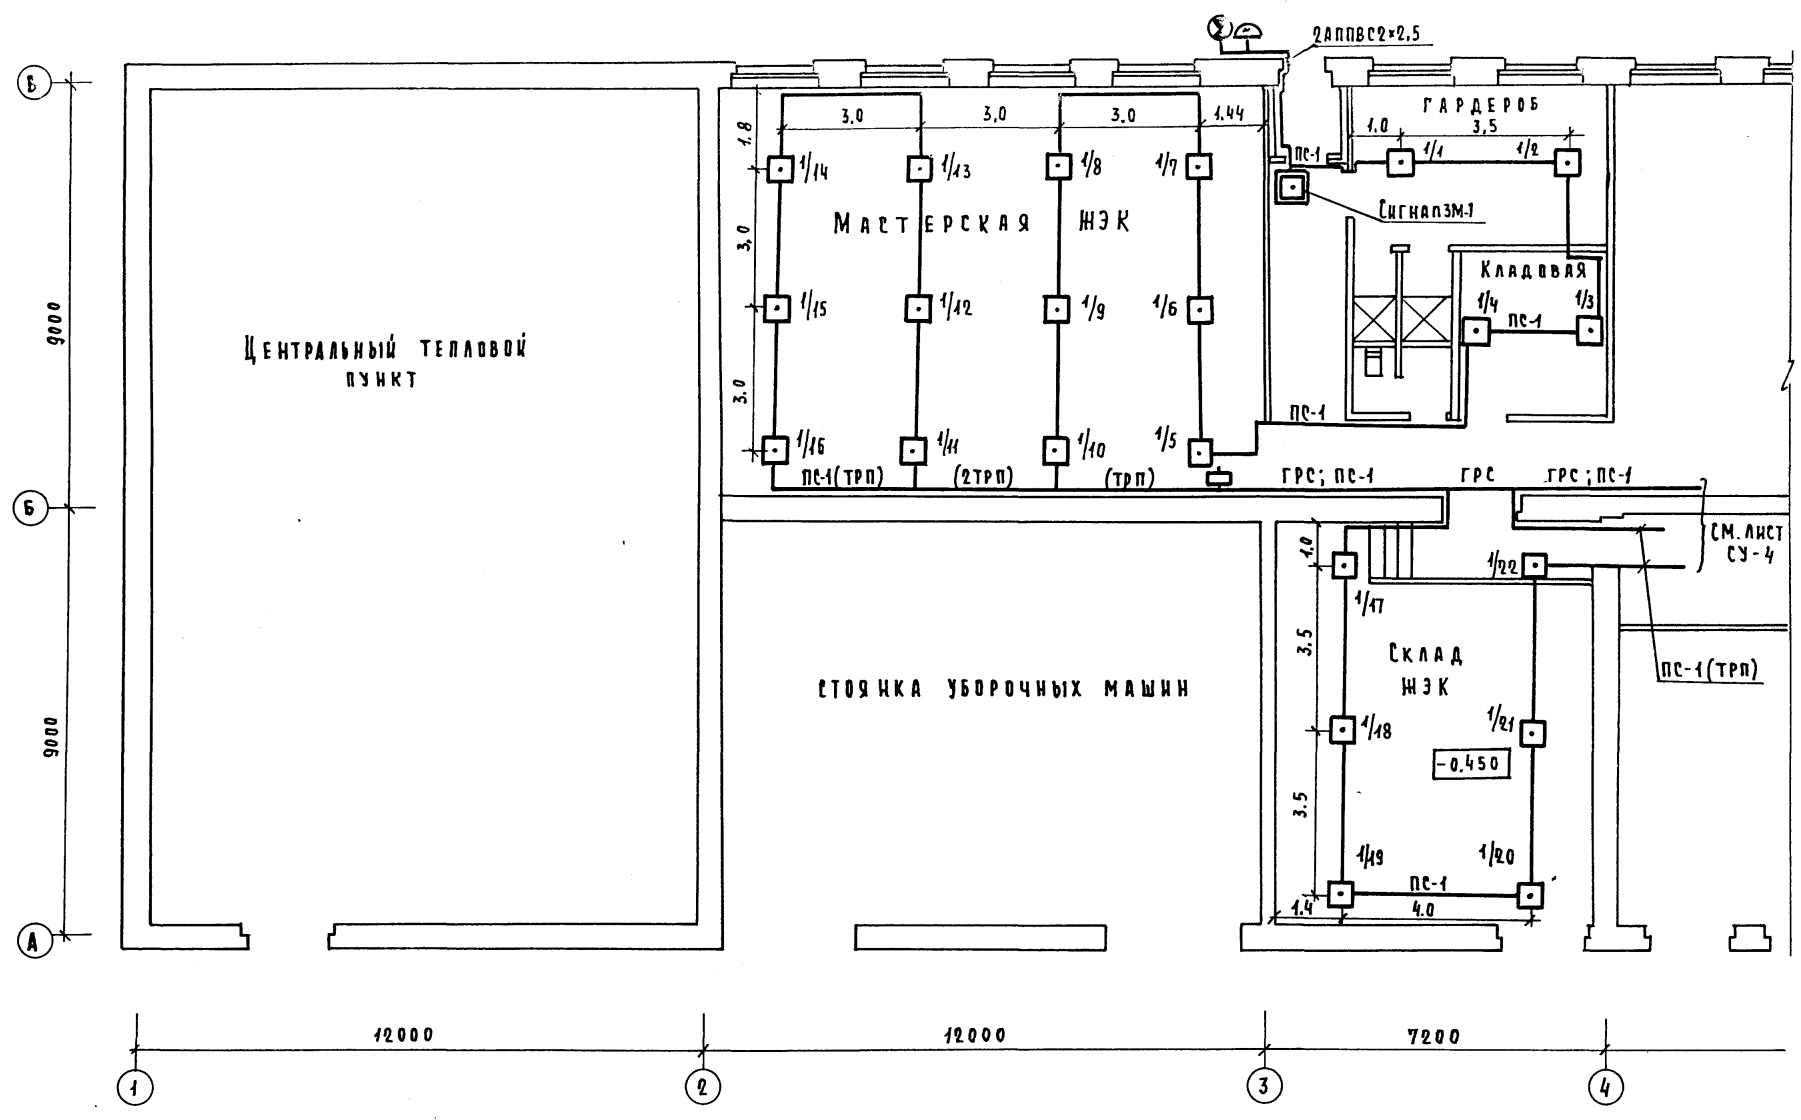 2АППВС2×2,5
Б
ГАРДЕРОБ
3.0
3.0
3.0
1.44
1.0
3,5
1.8
ПС-1
1/1
1/2
1/14
1/13
1/8
1/7
МАСТЕРСКАЯ ЖЭК
СИГНАЛ 3М-1
3,0
КЛАДОВАЯ
1/15
1/12
1/9
1/6
1/4
1/3
ПС-1
9000
ЦЕНТРАЛЬНЫЙ ТЕПЛОВОЙ
ПУНКТ
3.0
ПС-1
1/16
1/11
1/10
1/5
ПС-1(ТРП)
(2ТРП)
(ТРП)
ГРС; ПС-1
ГРС
ГРС; ПС-1
Б
СМ. ЛИСТ
СУ-4
1.0
1/22
1/17
3.5
СКЛАД
ЖЭК
ПС-1(ТРП)
СТОЯНКА УБОРОЧНЫХ МАШИН
1/18
1/21
9000
-0.450
3.5
1/19
1/20
ПС-1
1.4
4.0
А
12000
12000
7200
1
2
3
4